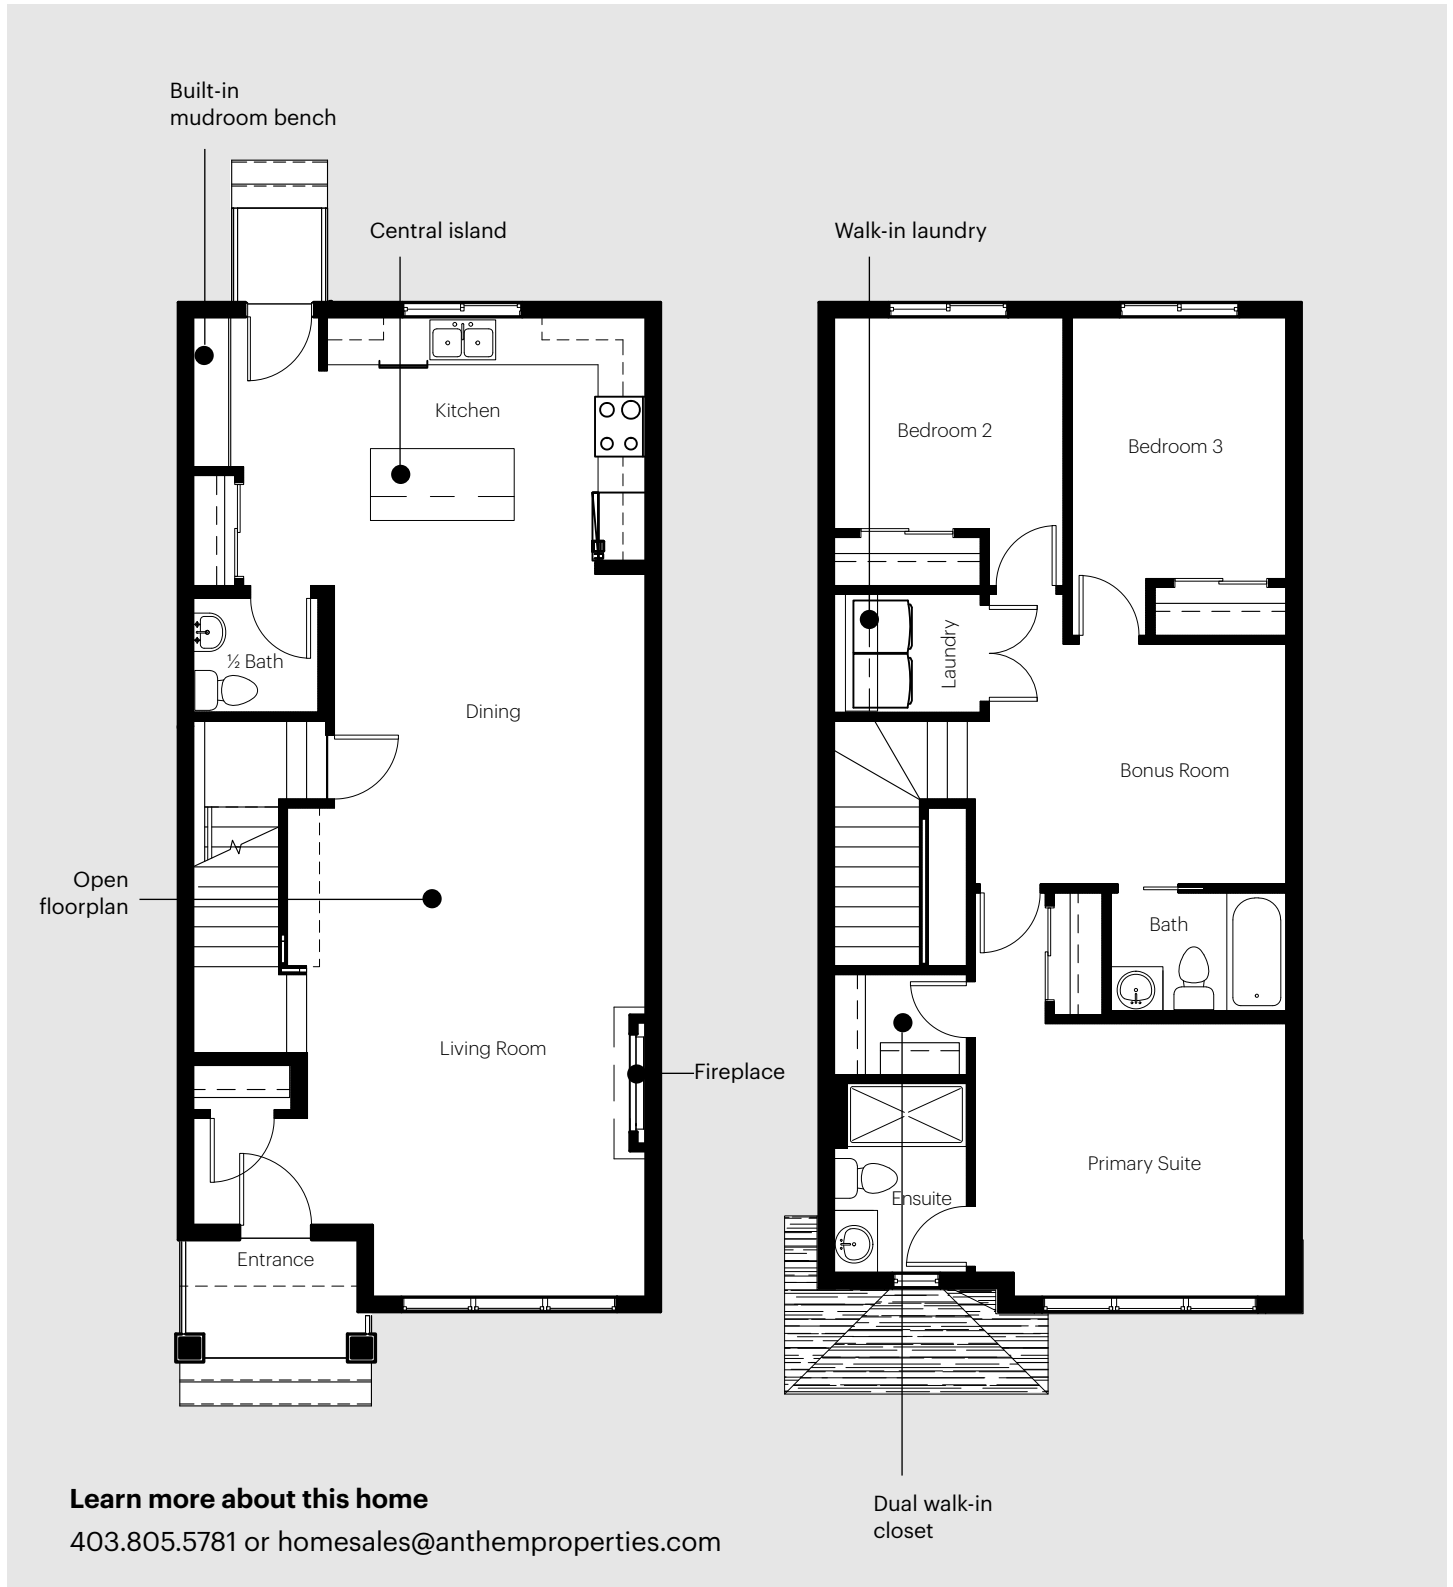 Built-in
mudroom bench
Central island
Walk-in laundry
Kitchen
Bedroom 2
Bedroom 3
½ Bath
Laundry
Dining
Bonus Room
Open
floorplan
Bath
Living Room
Fireplace
Primary Suite
Ensuite
Entrance
Learn more about this home
403.805.5781 or homesales@anthemproperties.com
Dual walk-in
closet